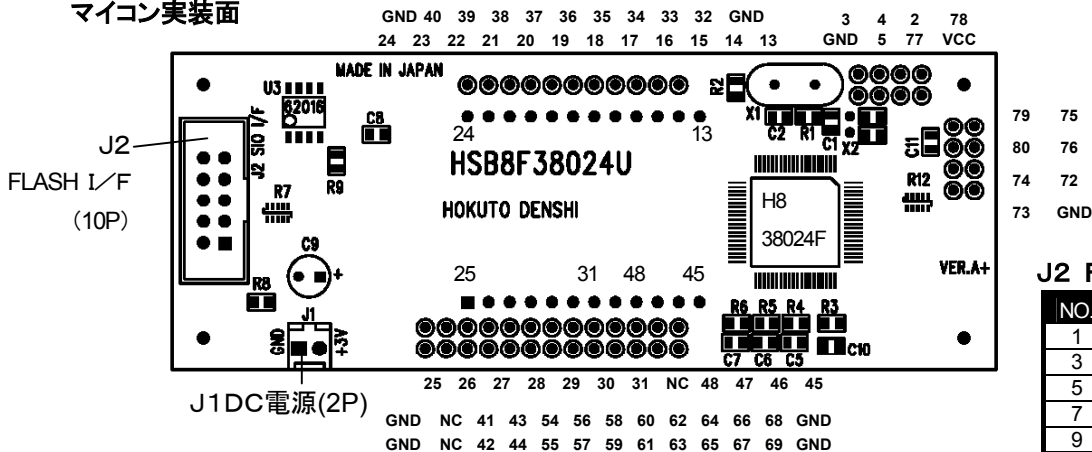 マイコン実装面
GND 40 39 38 37 36 35 34 33 32 GND 3 4 2 78
24 23 22 21 20 19 18 17 16 15 14 13 GND 5 77 VCC
MADE IN JAPAN
U3
62016
C8
R2
X1
C2 R1 C1 X2
C11
79 75
80 76
74 72
73 GND
24 13
J2
J2 SIO I/F
FLASH I/F
(10P)
R7
R9
HSB8F38024U
HOKUTO DENSHI
H8
38024F
R12
C9
+
25 31 48 45
VER.A+
R8
J1
GND
+3V
R6 R5 R4 R3
C7 C6 C5 C10
J1DC電源(2P)
25 26 27 28 29 30 31 NC 48 47 46 45
GND NC 41 43 54 56 58 60 62 64 66 68 GND
GND NC 42 44 55 57 59 61 63 65 67 69 GND
J2 F
NO.
1
3
5
7
9